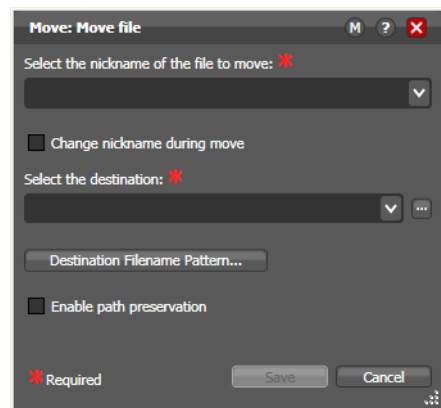 Move: Move file
M ?
Select the nickname of the file to move: *
Change nickname during move
Select the destination: *
...
Destination Filename Pattern...
Enable path preservation
* Required
Save Cancel